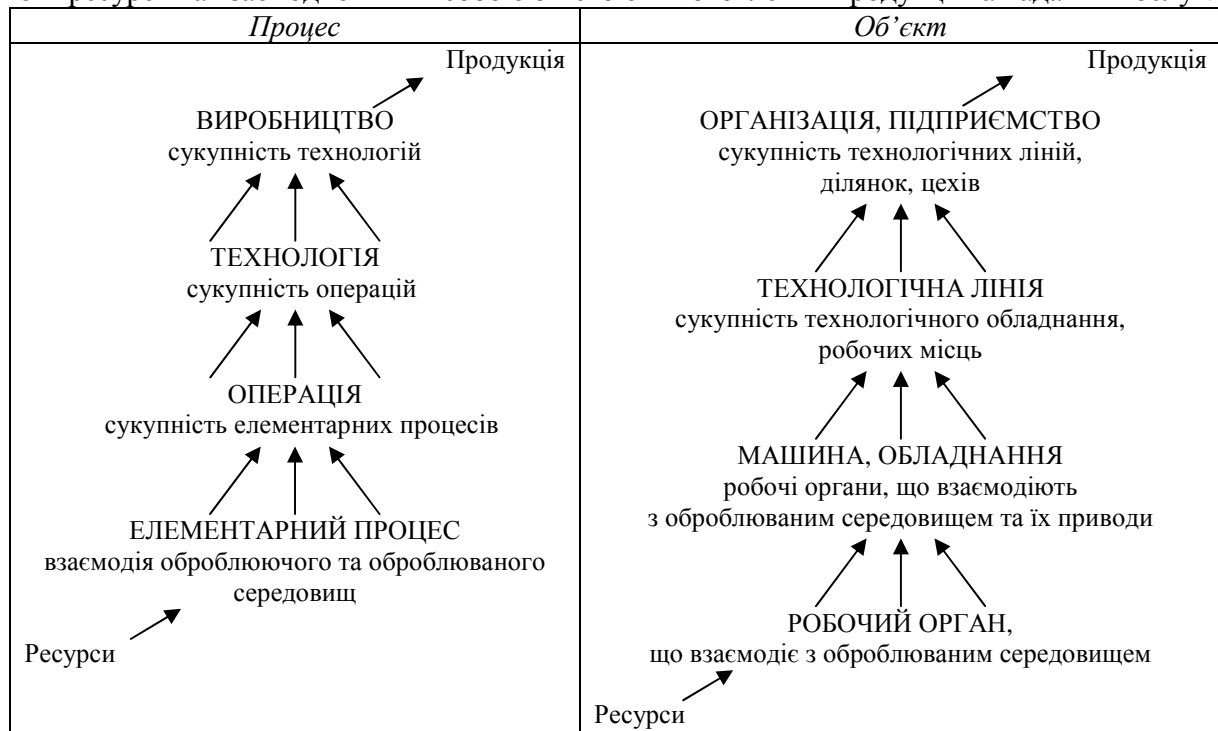 Процес
Об’єкт
Продукція
ВИРОБНИЦТВО
сукупність технологій
ТЕХНОЛОГІЯ
сукупність операцій
ОПЕРАЦІЯ
сукупність елементарних процесів
ЕЛЕМЕНТАРНИЙ ПРОЦЕС
взаємодія оброблюючого та оброблюваного
середовищ
Ресурси
Продукція
ОРГАНІЗАЦІЯ, ПІДПРИЄМСТВО
сукупність технологічних ліній,
ділянок, цехів
ТЕХНОЛОГІЧНА ЛІНІЯ
сукупність технологічного обладнання,
робочих місць
МАШИНА, ОБЛАДНАННЯ
робочі органи, що взаємодіють
з оброблюваним середовищем та їх приводи
РОБОЧИЙ ОРГАН,
що взаємодіє з оброблюваним середовищем
Ресурси